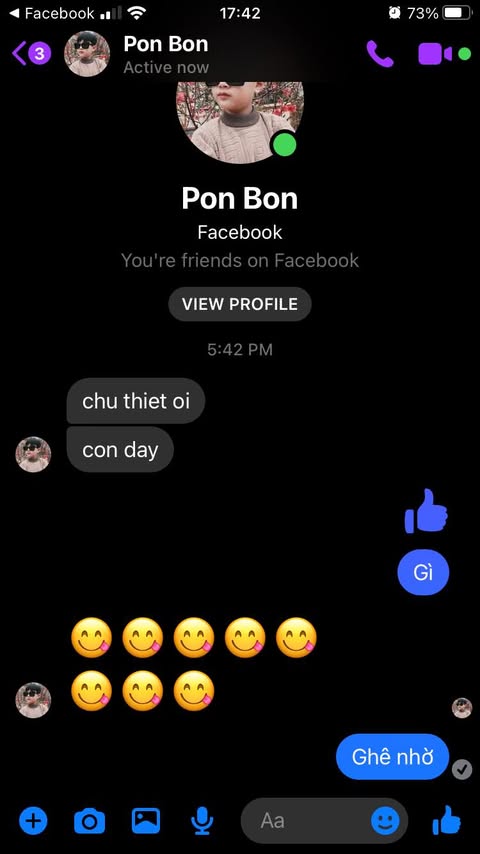 Facebook
17:42
73%
3
Pon Bon
Active now
Pon Bon
Facebook
You're friends on Facebook
VIEW PROFILE
5:42 PM
chu thiet oi
con day
Gì
Ghê nhờ
Aa